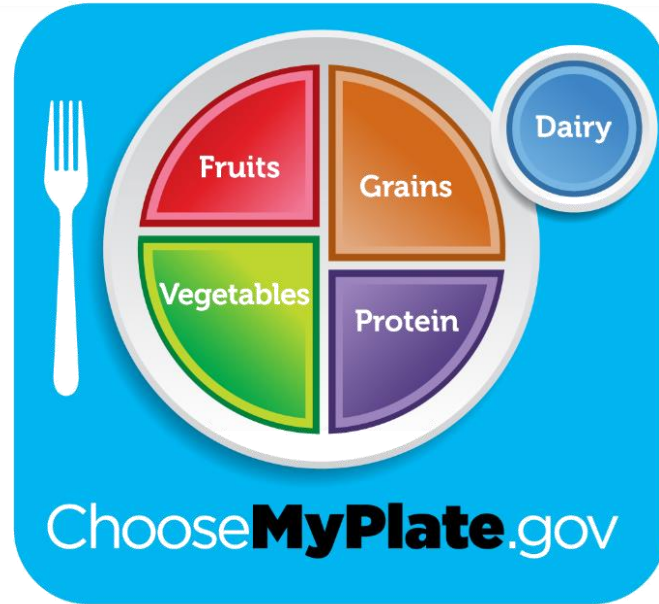 Fruits
Grains
Dairy
Vegetables
Protein
ChooseMyPlate.gov